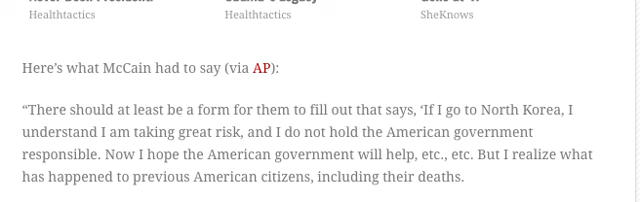 Healthtactics
Healthtactics
SheKnows
Here’s what McCain had to say (via AP):
“There should at least be a form for them to fill out that says, ‘If I go to North Korea, I
understand I am taking great risk, and I do not hold the American government
responsible. Now I hope the American government will help, etc., etc. But I realize what
has happened to previous American citizens, including their deaths.